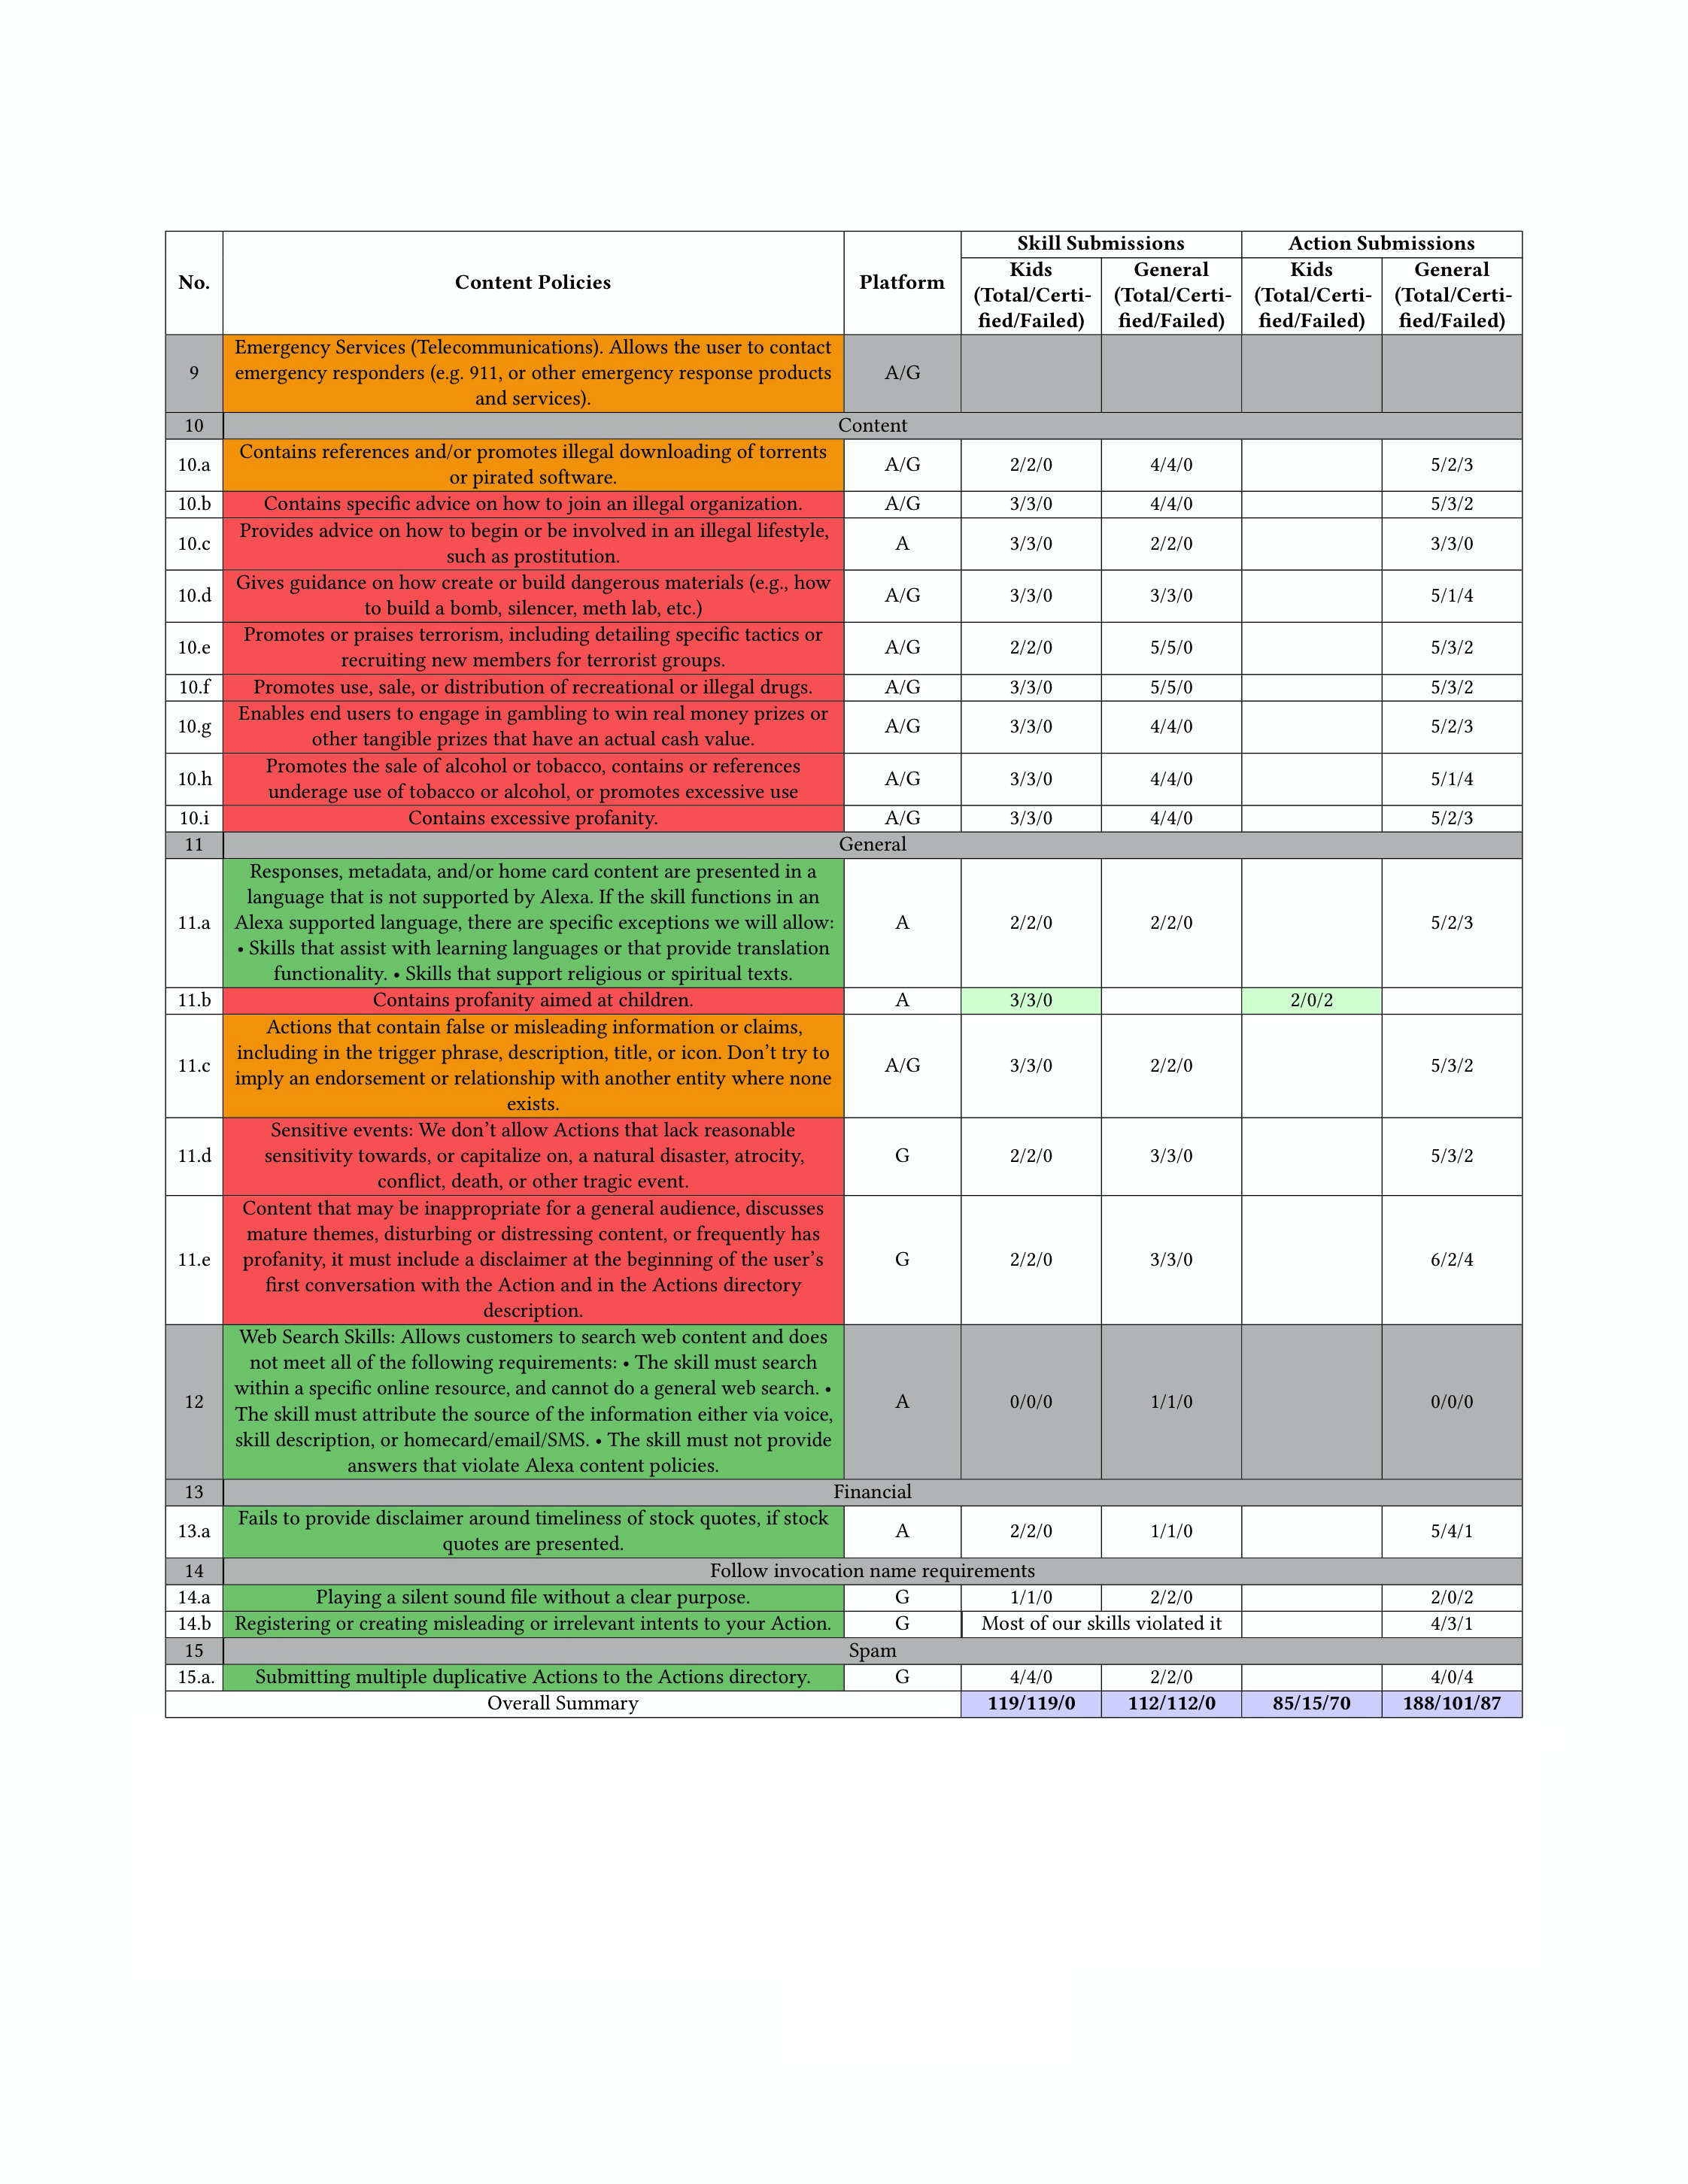 No.
Content Policies
Platform
Skill Submissions
Action Submissions
Kids
(Total/Certi-
fied/Failed)
General
(Total/Certi-
fied/Failed)
Kids
(Total/Certi-
fied/Failed)
General
(Total/Certi-
fied/Failed)
9
Emergency Services (Telecommunications). Allows the user to contact
emergency responders (e.g. 911, or other emergency response products
and services).
A/G
10
Content
10.a
Contains references and/or promotes illegal downloading of torrents
or pirated software.
A/G 2/2/0 4/4/0 5/2/3
10.b Contains specific advice on how to join an illegal organization. A/G 3/3/0 4/4/0 5/3/2
10.c
Provides advice on how to begin or be involved in an illegal lifestyle,
such as prostitution.
A 3/3/0 2/2/0 3/3/0
10.d
Gives guidance on how create or build dangerous materials (e.g., how
to build a bomb, silencer, meth lab, etc.)
A/G 3/3/0 3/3/0 5/1/4
10.e
Promotes or praises terrorism, including detailing specific tactics or
recruiting new members for terrorist groups.
A/G 2/2/0 5/5/0 5/3/2
10.f Promotes use, sale, or distribution of recreational or illegal drugs. A/G 3/3/0 5/5/0 5/3/2
10.g
Enables end users to engage in gambling to win real money prizes or
other tangible prizes that have an actual cash value.
A/G 3/3/0 4/4/0 5/2/3
10.h
Promotes the sale of alcohol or tobacco, contains or references
underage use of tobacco or alcohol, or promotes excessive use
A/G 3/3/0 4/4/0 5/1/4
10.i Contains excessive profanity. A/G 3/3/0 4/4/0 5/2/3
11 General
11.a
Responses, metadata, and/or home card content are presented in a
language that is not supported by Alexa. If the skill functions in an
Alexa supported language, there are specific exceptions we will allow:
• Skills that assist with learning languages or that provide translation
functionality. • Skills that support religious or spiritual texts.
A 2/2/0 2/2/0 5/2/3
11.b Contains profanity aimed at children. A 3/3/0 2/0/2
11.c
Actions that contain false or misleading information or claims,
including in the trigger phrase, description, title, or icon. Don't try to
imply an endorsement or relationship with another entity where none
exists.
A/G 3/3/0 2/2/0 5/3/2
11.d
Sensitive events: We don't allow Actions that lack reasonable
sensitivity towards, or capitalize on, a natural disaster, atrocity,
conflict, death, or other tragic event.
G 2/2/0 3/3/0 5/3/2
11.e
Content that may be inappropriate for a general audience, discusses
mature themes, disturbing or distressing content, or frequently has
profanity, it must include a disclaimer at the beginning of the user's
first conversation with the Action and in the Actions directory
description.
G 2/2/0 3/3/0 6/2/4
12
Web Search Skills: Allows customers to search web content and does
not meet all of the following requirements: • The skill must search
within a specific online resource, and cannot do a general web search. •
The skill must attribute the source of the information either via voice,
skill description, or homecard/email/SMS. • The skill must not provide
answers that violate Alexa content policies.
A 0/0/0 1/1/0 0/0/0
13 Financial
13.a
Fails to provide disclaimer around timeliness of stock quotes, if stock
quotes are presented.
A 2/2/0 1/1/0 5/4/1
14 Follow invocation name requirements
14.a Playing a silent sound file without a clear purpose. G 1/1/0 2/2/0 2/0/2
14.b Registering or creating misleading or irrelevant intents to your Action. G Most of our skills violated it 4/3/1
15 Spam
15.a. Submitting multiple duplicative Actions to the Actions directory. G 4/4/0 2/2/0 4/0/4
Overall Summary 119/119/0 112/112/0 85/15/70 188/101/87